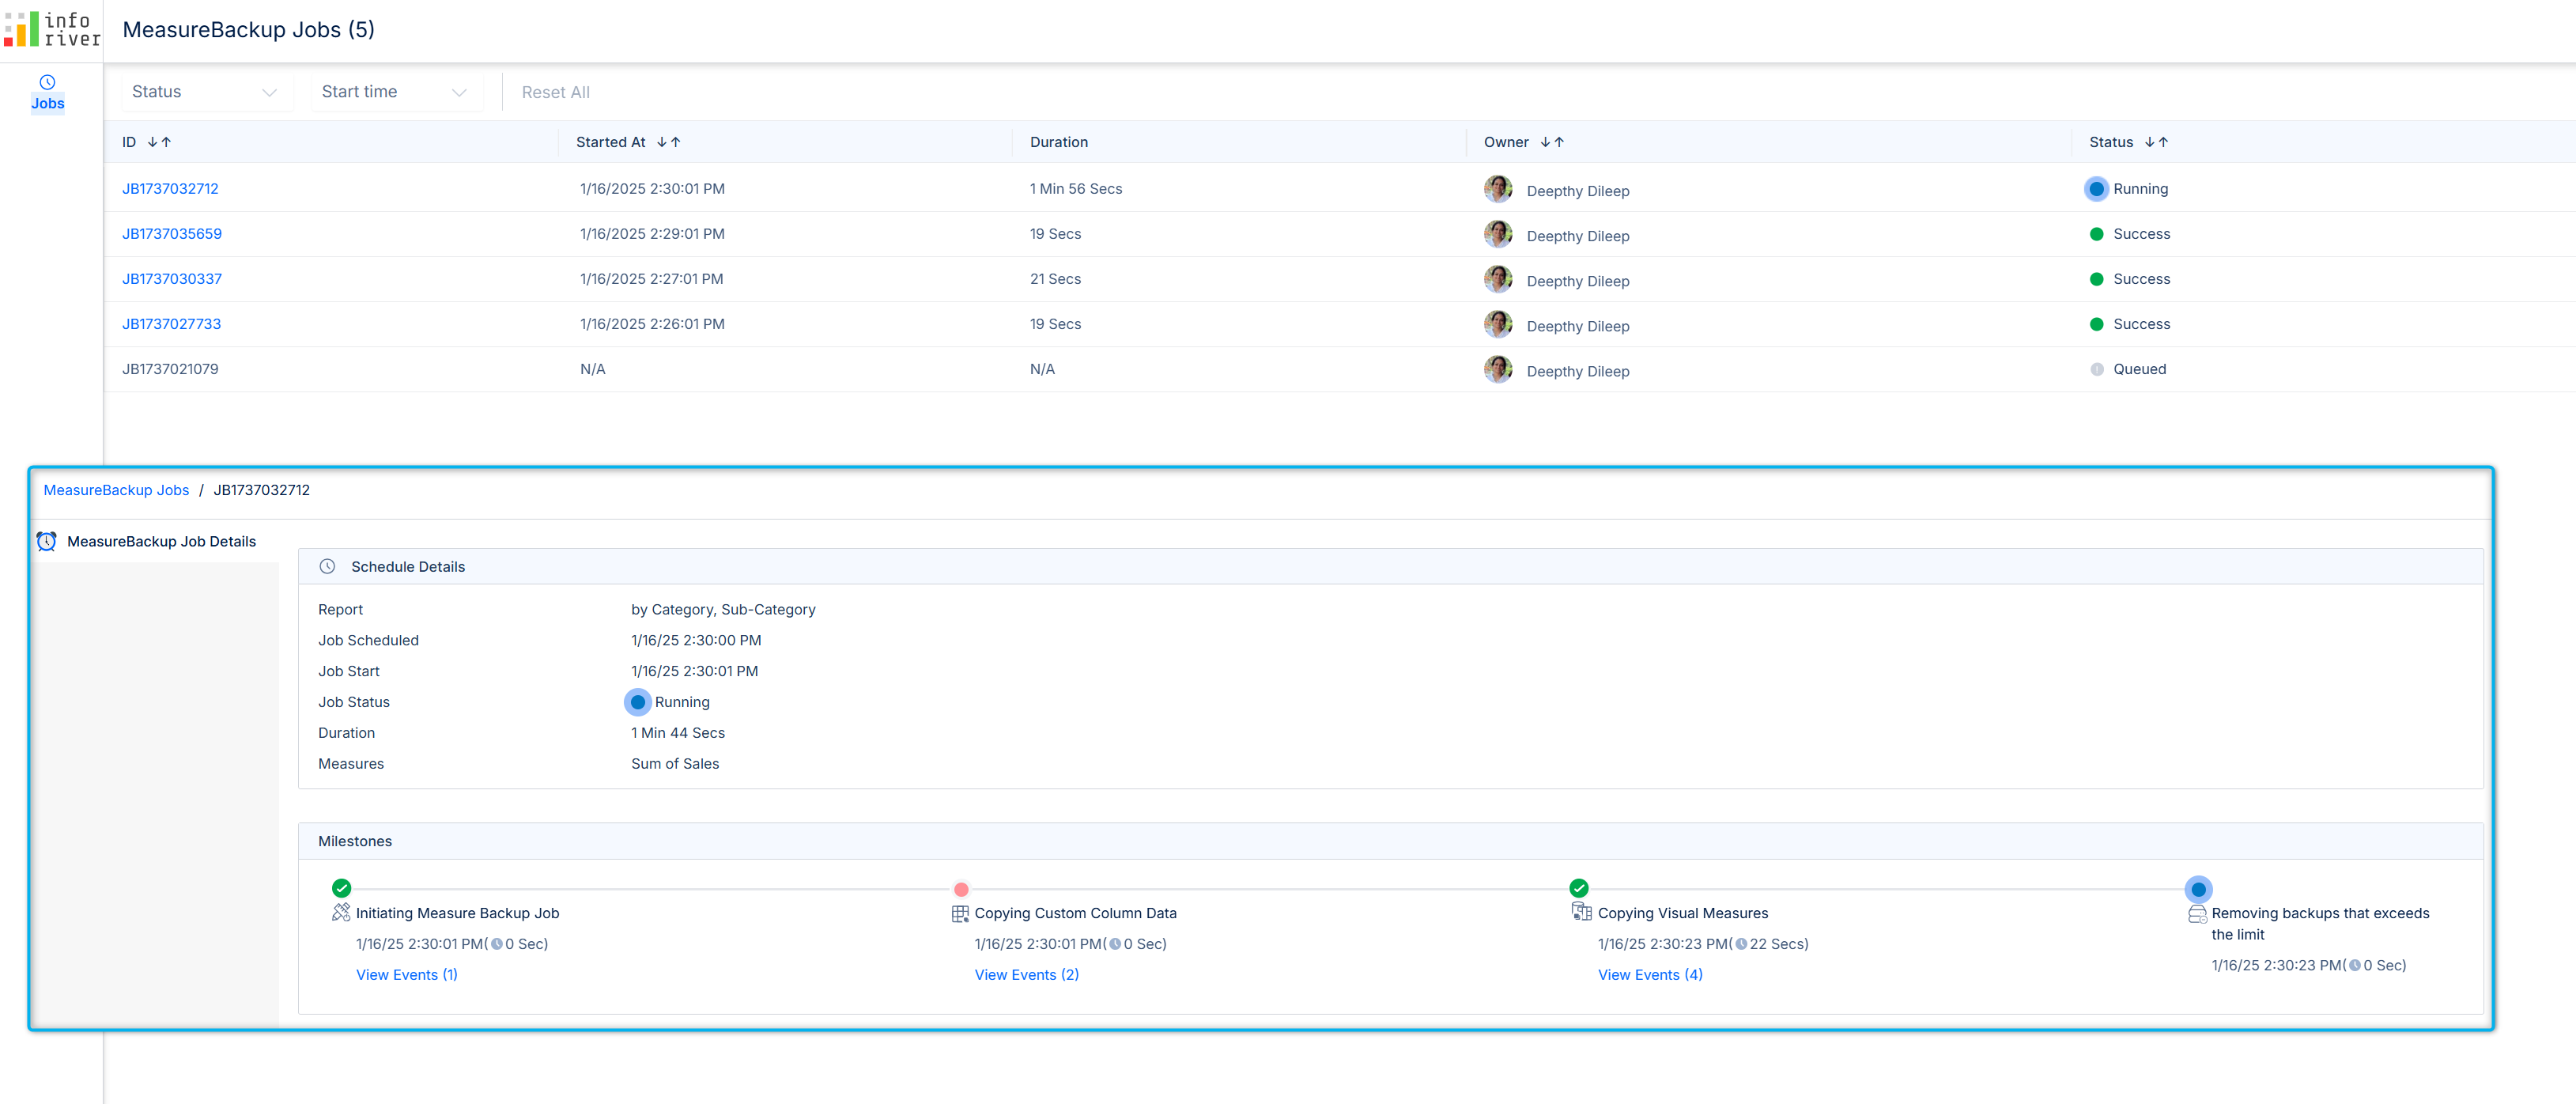 info
river
MeasureBackup Jobs (5)
Jobs
Status
Start time
Reset All
ID Started At Duration Owner Status
JB1737032712 1/16/2025 2:30:01 PM 1 Min 56 Secs Deepthy Dileep Running
JB1737035659 1/16/2025 2:29:01 PM 19 Secs Deepthy Dileep Success
JB1737030337 1/16/2025 2:27:01 PM 21 Secs Deepthy Dileep Success
JB1737027733 1/16/2025 2:26:01 PM 19 Secs Deepthy Dileep Success
JB1737021079 N/A N/A Deepthy Dileep Queued
MeasureBackup Jobs / JB1737032712
MeasureBackup Job Details
Schedule Details
Report by Category, Sub-Category
Job Scheduled 1/16/25 2:30:00 PM
Job Start 1/16/25 2:30:01 PM
Job Status Running
Duration 1 Min 44 Secs
Measures Sum of Sales
Milestones
Initiating Measure Backup Job
1/16/25 2:30:01 PM( 0 Sec)
View Events (1)
Copying Custom Column Data
1/16/25 2:30:01 PM( 0 Sec)
View Events (2)
Copying Visual Measures
1/16/25 2:30:23 PM( 22 Secs)
View Events (4)
Removing backups that exceeds
the limit
1/16/25 2:30:23 PM( 0 Sec)